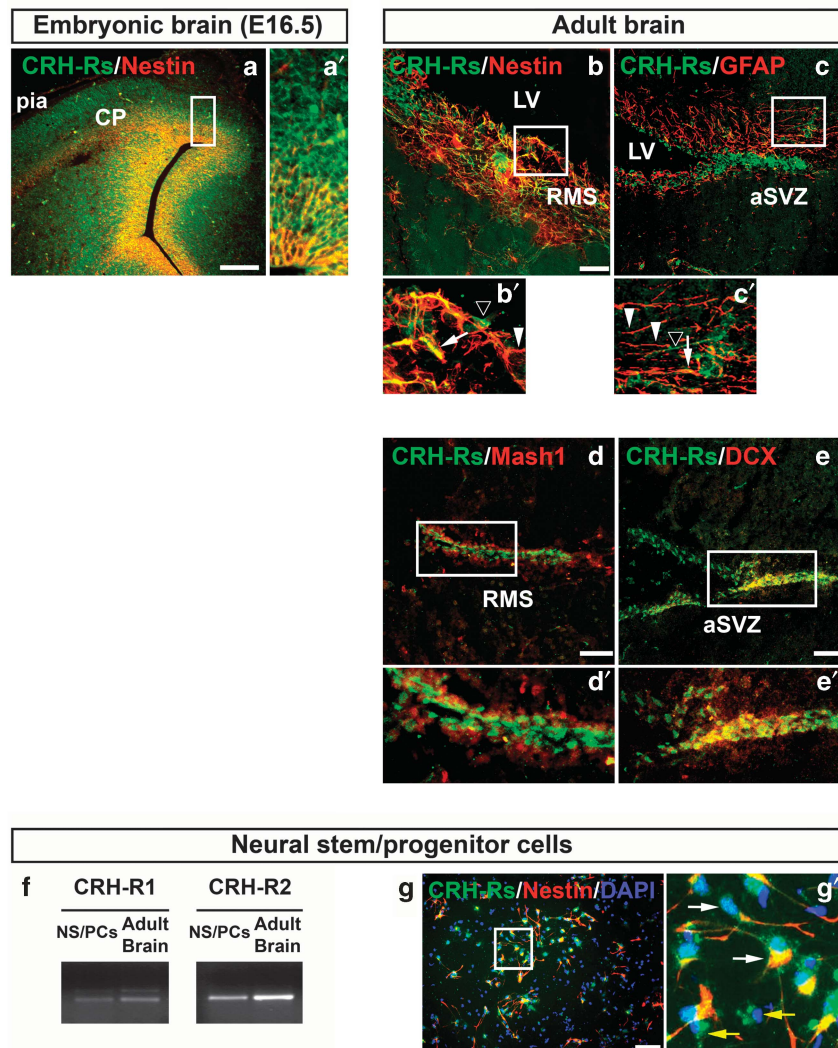 Embryonic brain (E16.5)
Adult brain
CRH-Rs/Nestin a
a′
pia
CP
CRH-Rs/Nestin b
LV
RMS
CRH-Rs/GFAP c
LV
aSVZ
b′
c′
CRH-Rs/Mash1 d
RMS
CRH-Rs/DCX e
aSVZ
d′
e′
Neural stem/progenitor cells
f
CRH-R1
CRH-R2
NS/PCs Adult Brain
NS/PCs Adult Brain
g
CRH-Rs/Nestin/DAPI
g′